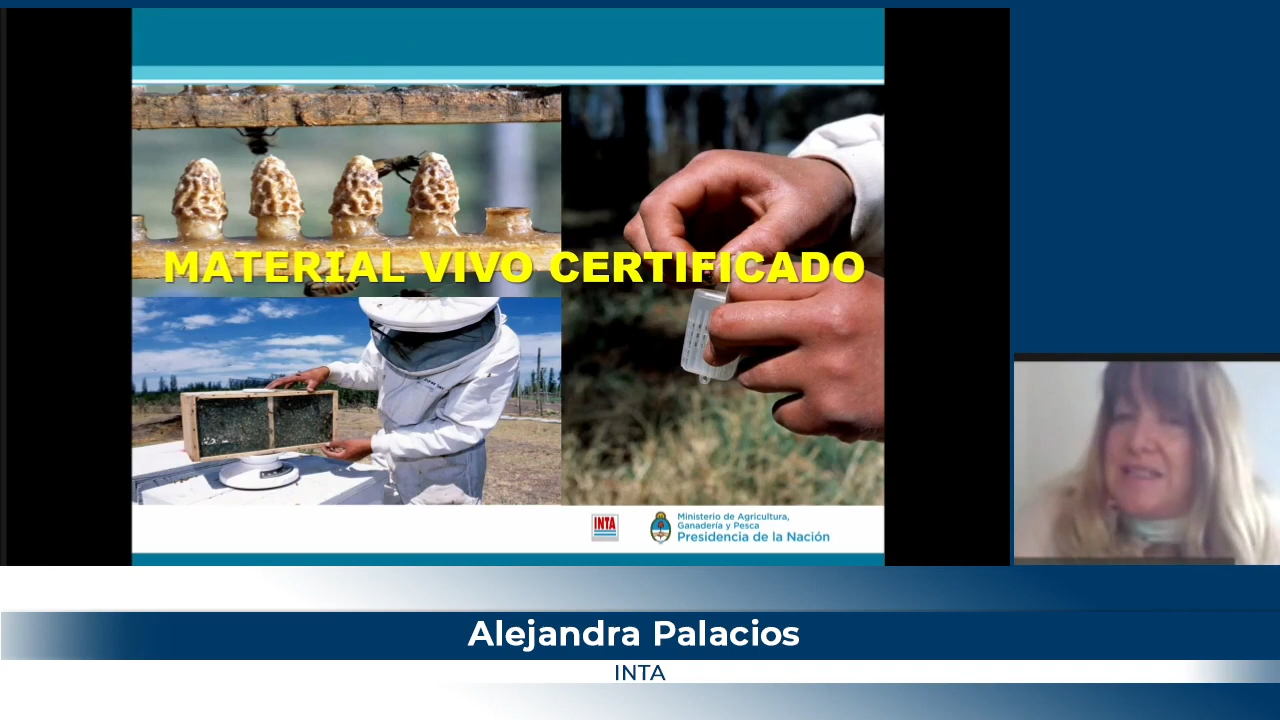 MATERIAL VIVO CERTIFICADO
INTA
Ministerio de Agricultura,
Ganadería y Pesca
Presidencia de la Nación
Alejandra Palacios
INTA